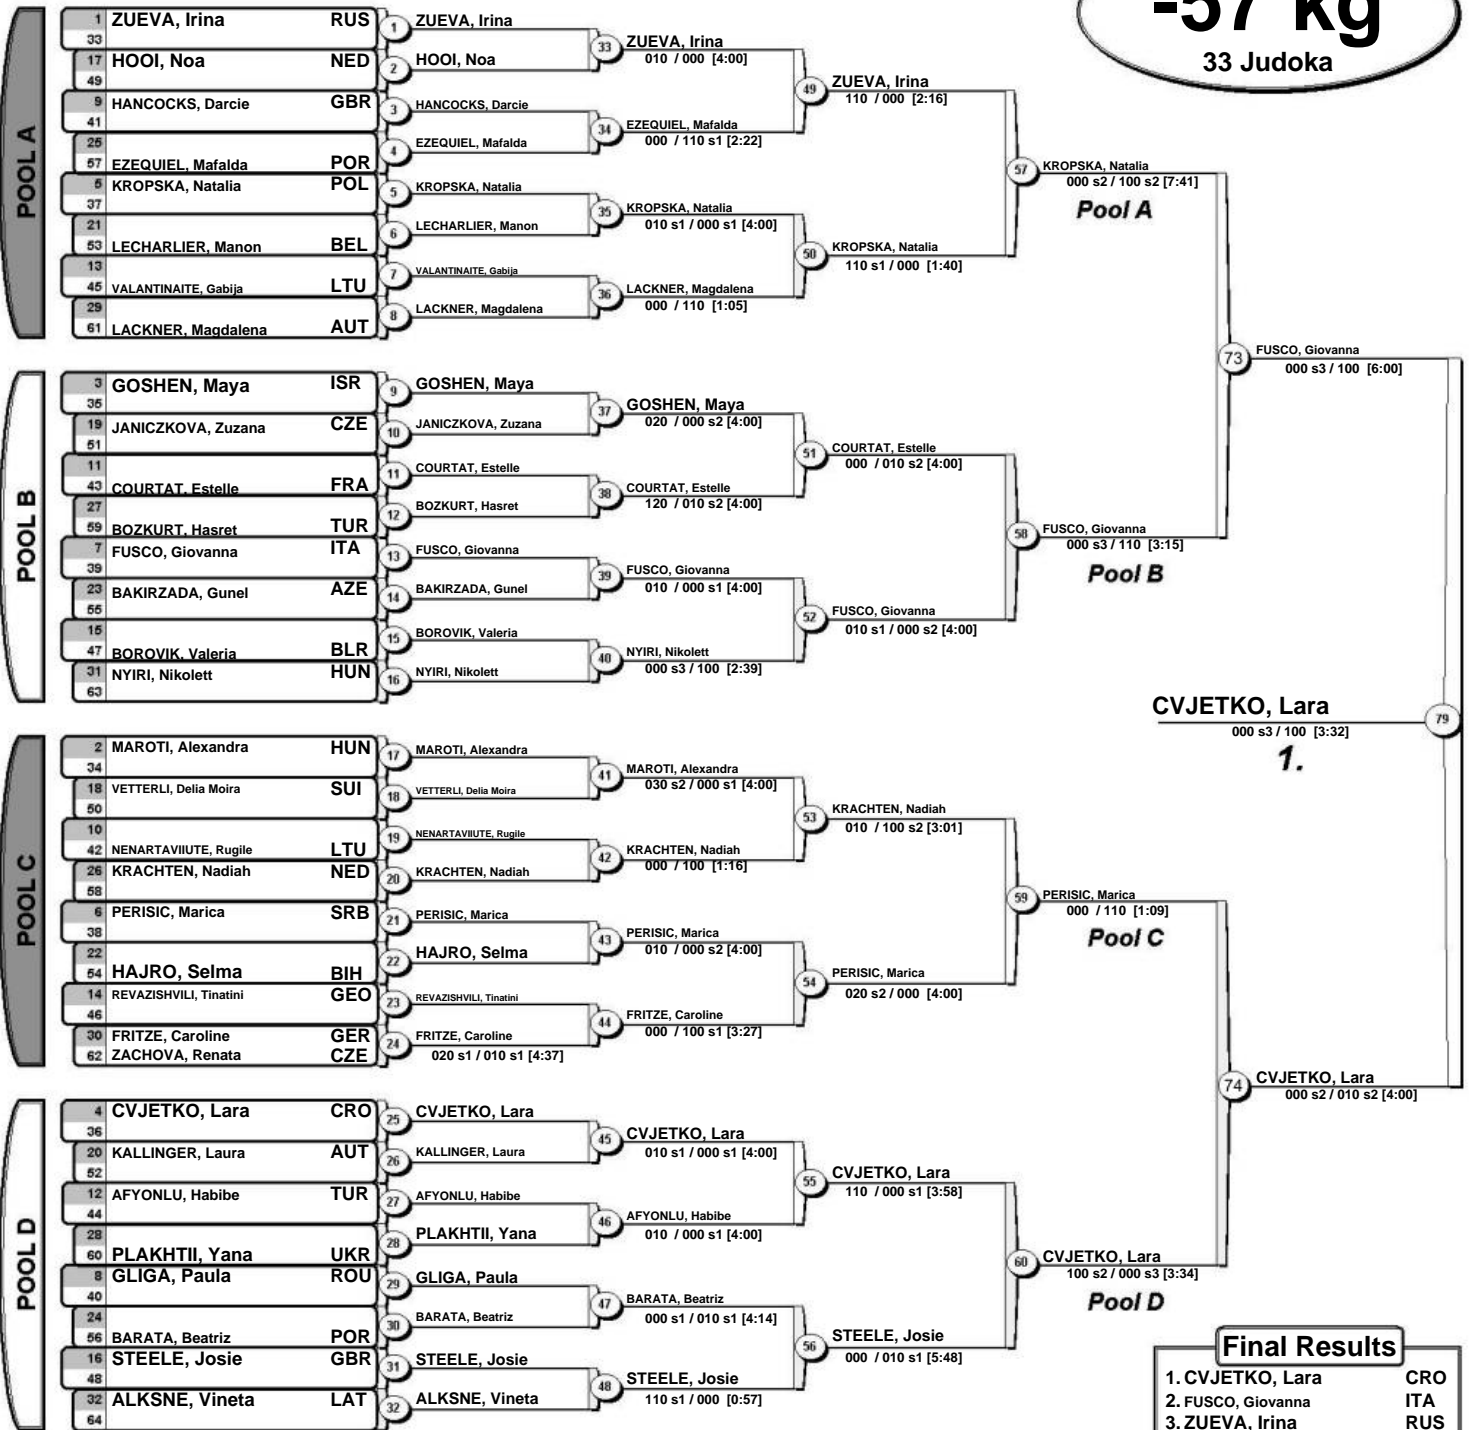 -57 kg
33 Judoka
POOL A
1 ZUEVA, Irina RUS
33
17 HOOI, Noa NED
49
9 HANCOCKS, Darcie GBR
41
25
57 EZEQUIEL, Mafalda POR
5 KROPSKA, Natalia POL
37
21
53 LECHARLIER, Manon BEL
13
45 VALANTINAITE, Gabija LTU
29
61 LACKNER, Magdalena AUT
1 ZUEVA, Irina
2 HOOI, Noa
3 HANCOCKS, Darcie
4 EZEQUIEL, Mafalda
5 KROPSKA, Natalia
6 LECHARLIER, Manon
7 VALANTINAITE, Gabija
8 LACKNER, Magdalena
33 ZUEVA, Irina
010 / 000 [4:00]
34 EZEQUIEL, Mafalda
000 / 110 s1 [2:22]
35 KROPSKA, Natalia
010 s1 / 000 s1 [4:00]
36 LACKNER, Magdalena
000 / 110 [1:05]
49 ZUEVA, Irina
110 / 000 [2:16]
50 KROPSKA, Natalia
110 s1 / 000 [1:40]
57 KROPSKA, Natalia
000 s2 / 100 s2 [7:41]
Pool A
POOL B
3 GOSHEN, Maya ISR
35
19 JANICZKOVA, Zuzana CZE
51
11
43 COURTAT, Estelle FRA
27
59 BOZKURT, Hasret TUR
7 FUSCO, Giovanna ITA
39
23 BAKIRZADA, Gunel AZE
55
15
47 BOROVIK, Valeria BLR
31 NYIRI, Nikolett HUN
63
9 GOSHEN, Maya
10 JANICZKOVA, Zuzana
11 COURTAT, Estelle
12 BOZKURT, Hasret
13 FUSCO, Giovanna
14 BAKIRZADA, Gunel
15 BOROVIK, Valeria
16 NYIRI, Nikolett
37 GOSHEN, Maya
020 / 000 s2 [4:00]
38 COURTAT, Estelle
120 / 010 s2 [4:00]
39 FUSCO, Giovanna
010 / 000 s1 [4:00]
40 NYIRI, Nikolett
000 s3 / 100 [2:39]
51 COURTAT, Estelle
000 / 010 s2 [4:00]
52 FUSCO, Giovanna
010 s1 / 000 s2 [4:00]
58 FUSCO, Giovanna
000 s3 / 110 [3:15]
Pool B
73 FUSCO, Giovanna
000 s3 / 100 [6:00]
CVJETKO, Lara 79
000 s3 / 100 [3:32]
1.
POOL C
2 MAROTI, Alexandra HUN
34
18 VETTERLI, Delia Moira SUI
50
10
42 NENARTAVIIUTE, Rugile LTU
26 KRACHTEN, Nadiah NED
58
6 PERISIC, Marica SRB
38
22
54 HAJRO, Selma BIH
14 REVAZISHVILI, Tinatini GEO
46
30 FRITZE, Caroline GER
62 ZACHOVA, Renata CZE
17 MAROTI, Alexandra
18 VETTERLI, Delia Moira
19 NENARTAVIIUTE, Rugile
20 KRACHTEN, Nadiah
21 PERISIC, Marica
22 HAJRO, Selma
23 REVAZISHVILI, Tinatini
24 FRITZE, Caroline
020 s1 / 010 s1 [4:37]
41 MAROTI, Alexandra
030 s2 / 000 s1 [4:00]
42 KRACHTEN, Nadiah
000 / 100 [1:16]
43 PERISIC, Marica
010 / 000 s2 [4:00]
44 FRITZE, Caroline
000 / 100 s1 [3:27]
53 KRACHTEN, Nadiah
010 / 100 s2 [3:01]
54 PERISIC, Marica
020 s2 / 000 [4:00]
59 PERISIC, Marica
000 / 110 [1:09]
Pool C
POOL D
4 CVJETKO, Lara CRO
36
20 KALLINGER, Laura AUT
52
12 AFYONLU, Habibe TUR
44
28
60 PLAKHTII, Yana UKR
8 GLIGA, Paula ROU
40
24
56 BARATA, Beatriz POR
16 STEELE, Josie GBR
48
32 ALKSNE, Vineta LAT
64
25 CVJETKO, Lara
26 KALLINGER, Laura
27 AFYONLU, Habibe
28 PLAKHTII, Yana
29 GLIGA, Paula
30 BARATA, Beatriz
31 STEELE, Josie
32 ALKSNE, Vineta
45 CVJETKO, Lara
010 s1 / 000 s1 [4:00]
46 AFYONLU, Habibe
010 / 000 s1 [4:00]
47 BARATA, Beatriz
000 s1 / 010 s1 [4:14]
48 STEELE, Josie
110 s1 / 000 [0:57]
55 CVJETKO, Lara
110 / 000 s1 [3:58]
56 STEELE, Josie
000 / 010 s1 [5:48]
60 CVJETKO, Lara
100 s2 / 000 s3 [3:34]
Pool D
74 CVJETKO, Lara
000 s2 / 010 s2 [4:00]
Final Results
1. CVJETKO, Lara CRO
2. FUSCO, Giovanna ITA
3. ZUEVA, Irina RUS